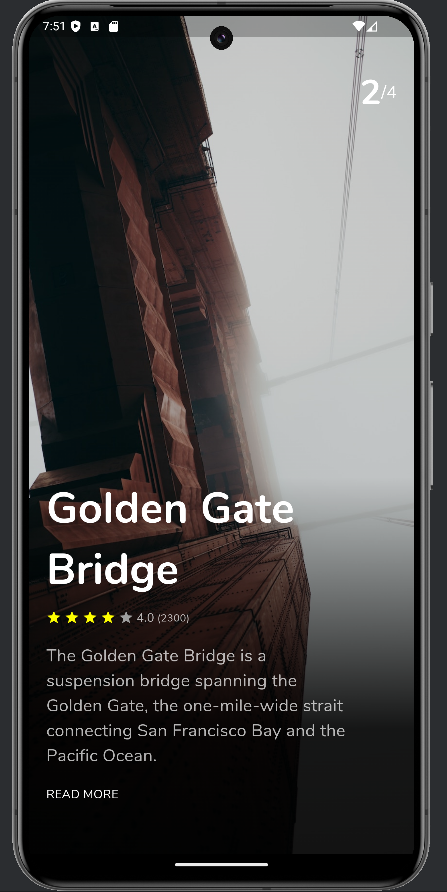 7:51
2/4
Golden Gate
Bridge
4.0 (2300)
The Golden Gate Bridge is a
suspension bridge spanning the
Golden Gate, the one-mile-wide strait
connecting San Francisco Bay and the
Pacific Ocean.
READ MORE